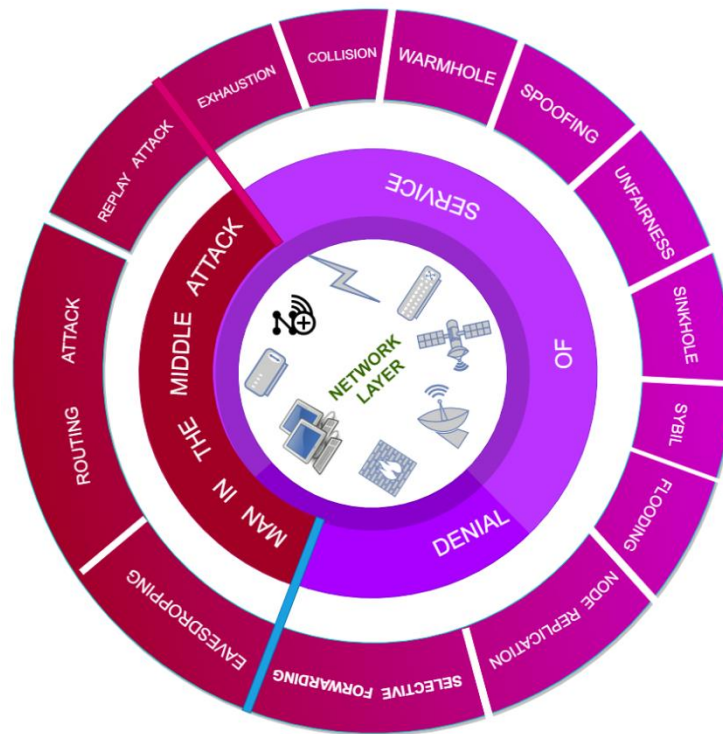 EXHAUSTION
COLLISION
WARMHOLE
SPOOFING
UNFAIRNESS
SINKHOLE
SYBIL
FLOODING
NODE REPLICATION
SELECTIVE FORWARDING
EAVESDROPPING
ROUTING ATTACK
REPLAY ATTACK
DENIAL OF SERVICE
MAN IN THE MIDDLE ATTACK
NETWORK
LAYER